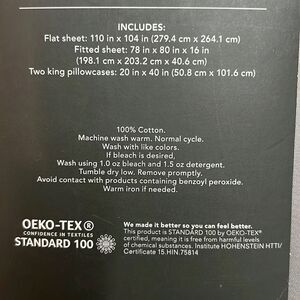 INCLUDES:
Flat sheet: 110 in x 104 in (279.4 cm x 264.1 cm)
Fitted sheet: 78 in x 80 in x 16 in
(198.1 cm x 203.2 cm x 40.6 cm)
Two king pillowcases: 20 in x 40 in (50.8 cm x 101.6 cm)
100% Cotton.
Machine wash warm. Normal cycle.
Wash with like colors.
If bleach is desired,
Wash using 1.0 oz bleach and 1.5 oz detergent.
Tumble dry low. Remove promptly.
Avoid contact with products containing benzoyl peroxide.
Warm iron if needed.
OEKO-TEX®
CONFIDENCE IN TEXTILES
STANDARD 100
We made it better so you can feel better.
This product is STANDARD 100 by OEKO-TEX®
certified, meaning it is free from harmful levels
of chemical substances. Institute HOHENSTEIN HTTI/
Certificate 15.HIN.75814